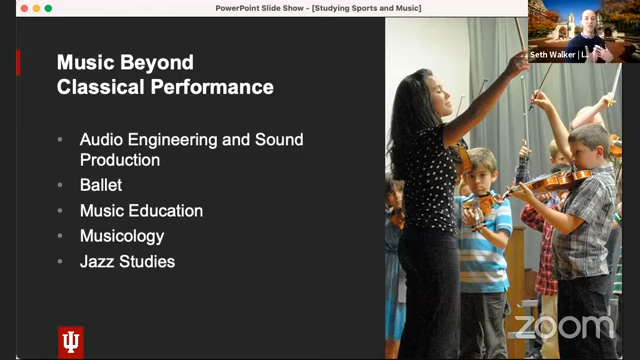 PowerPoint Slide Show - [Studying Sports and Music]
Seth Walker | L...
Music Beyond
Classical Performance
• Audio Engineering and Sound
Production
• Ballet
• Music Education
• Musicology
• Jazz Studies
zoom